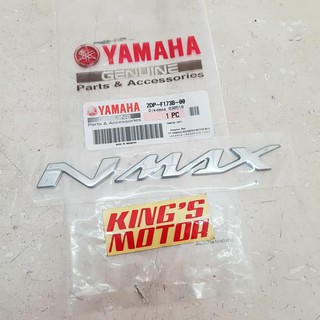 YAMAHA
GENUINE
Parts & Accessories
YAMAHA
2DP-F173B-00
1 PC
NMAX
KING'S
MOTOR